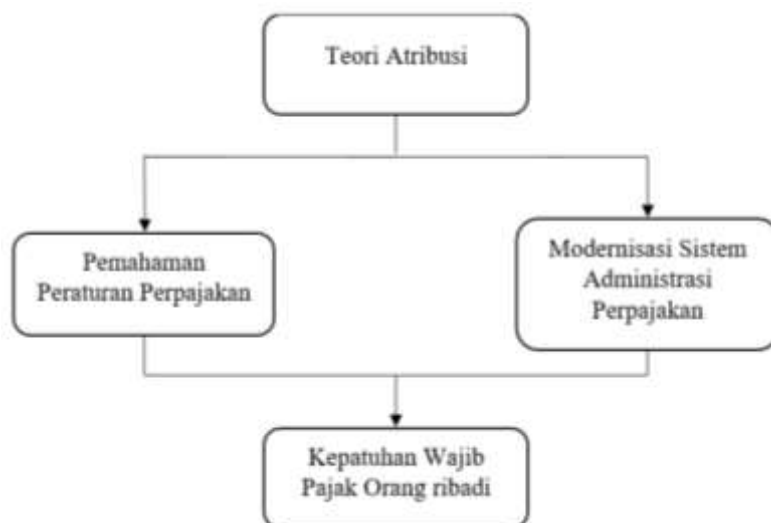 Teori Atribusi
Pemahaman
Peraturan Perpajakan
Modernisasi Sistem
Administrasi
Perpajakan
Kepatuhan Wajib
Pajak Orang ribadi